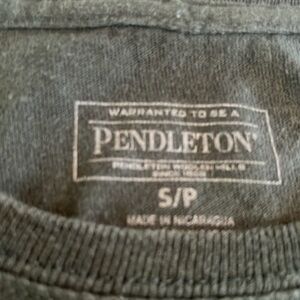 WARRANTED TO BE A
PENDLETON®
PENDLETON WOOLEN MILLS
SINCE 1863
S/P
MADE IN NICARAGUA